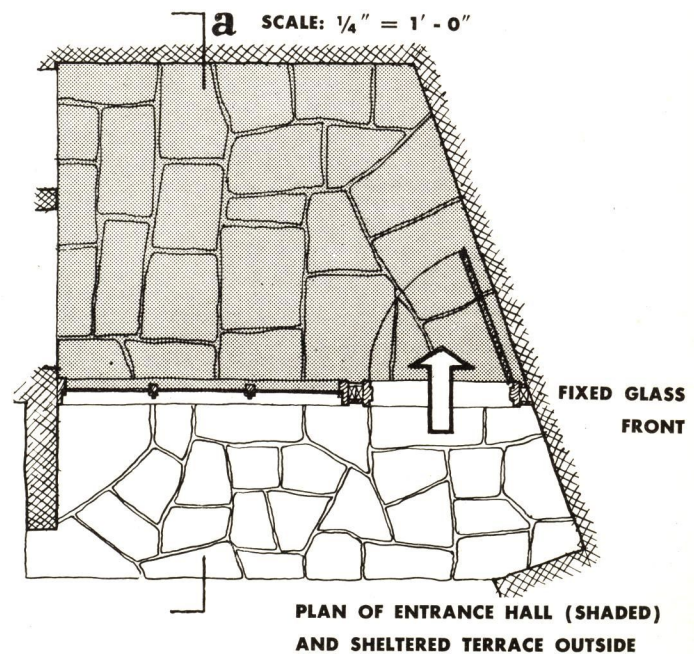 a SCALE: 1/4" = 1' - 0"
FIXED GLASS
FRONT
PLAN OF ENTRANCE HALL (SHADED)
AND SHELTERED TERRACE OUTSIDE